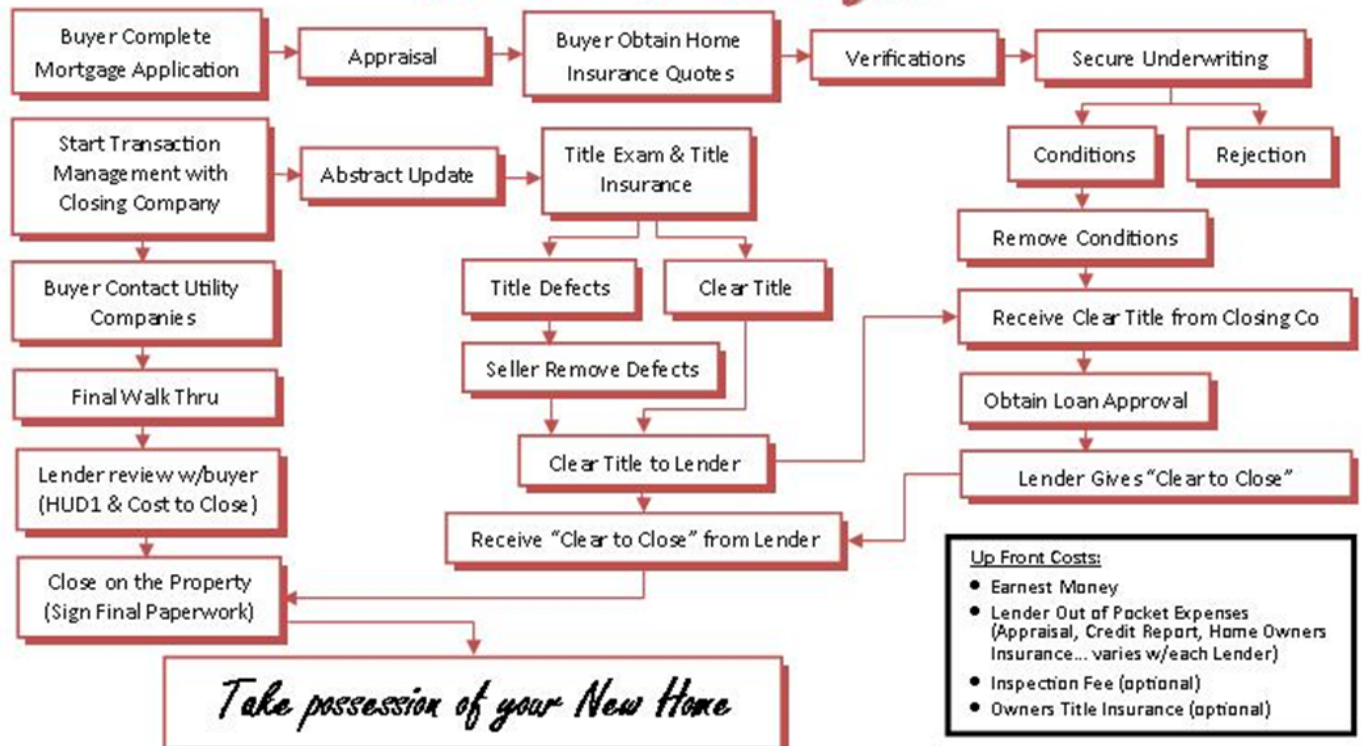 Buyer Complete
Mortgage Application
Appraisal
Buyer Obtain Home
Insurance Quotes
Verifications
Secure Underwriting
Start Transaction
Management with
Closing Company
Abstract Update
Title Exam & Title
Insurance
Conditions
Rejection
Remove Conditions
Buyer Contact Utility
Companies
Title Defects
Clear Title
Receive Clear Title from Closing Co
Seller Remove Defects
Final Walk Thru
Obtain Loan Approval
Clear Title to Lender
Lender review w/buyer
(HUD1 & Cost to Close)
Lender Gives “Clear to Close”
Receive “Clear to Close” from Lender
Close on the Property
(Sign Final Paperwork)
Up Front Costs:
• Earnest Money
• Lender Out of Pocket Expenses
(Appraisal, Credit Report, Home Owners
Insurance... varies w/each Lender)
• Inspection Fee (optional)
• Owners Title Insurance (optional)
Take possession of your New Home